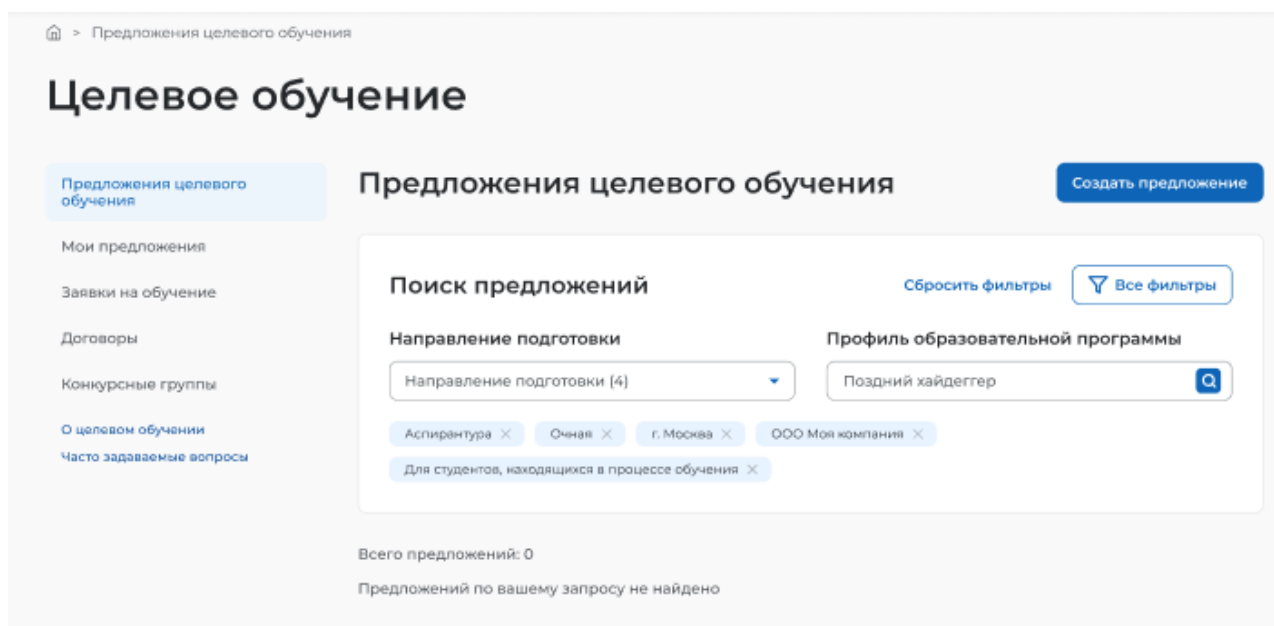 > Предложения целевого обучения
Целевое обучение
Предложения целевого
обучения
Мои предложения
Заявки на обучение
Договоры
Конкурсные группы
О целевом обучении
Часто задаваемые вопросы
Предложения целевого обучения
Создать предложение
Поиск предложений
Сбросить фильтры
Все фильтры
Направление подготовки
Профиль образовательной программы
Направление подготовки (4)
Поздний хайдеггер
Аспирантура × Очная × г. Москва × ООО Моя компания ×
Для студентов, находящихся в процессе обучения ×
Всего предложений: 0
Предложений по вашему запросу не найдено